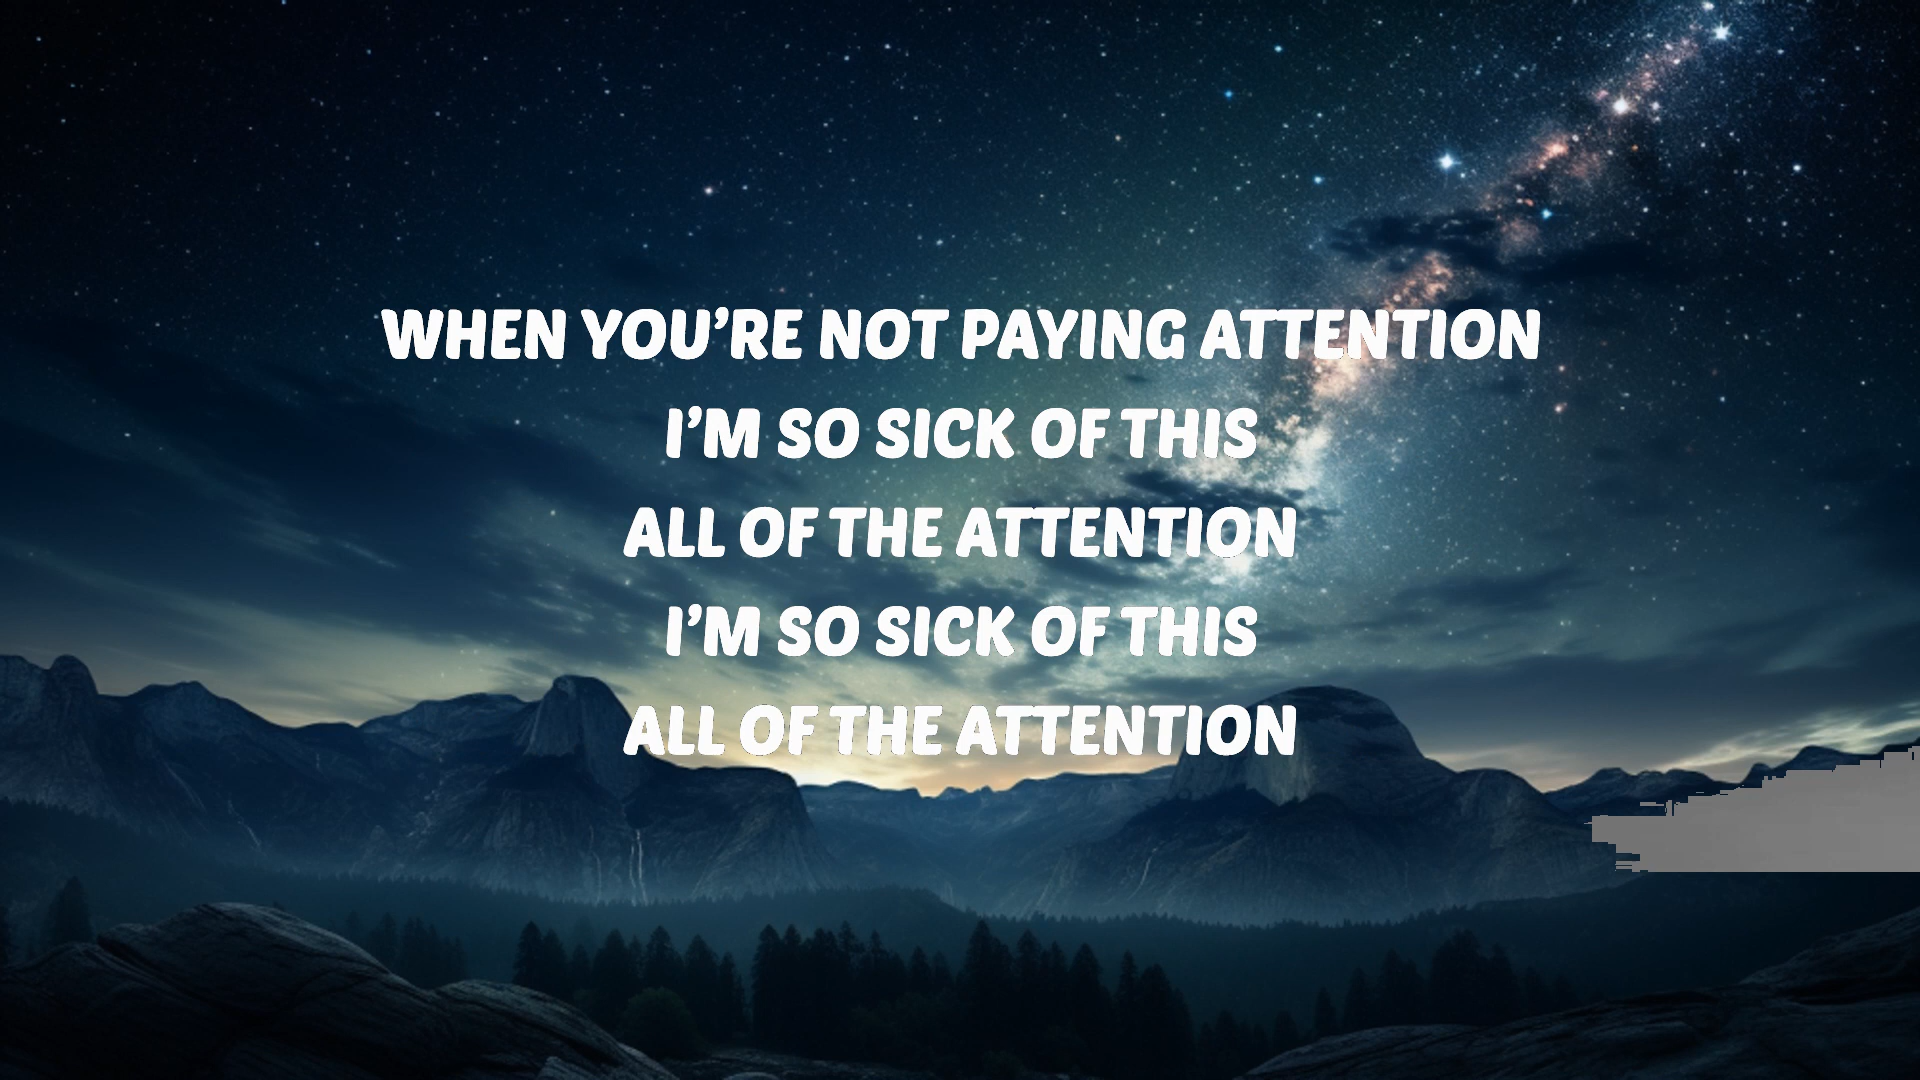 WHEN YOU’RE NOT PAYING ATTENTION
I’M SO SICK OF THIS
ALL OF THE ATTENTION
I’M SO SICK OF THIS
ALL OF THE ATTENTION